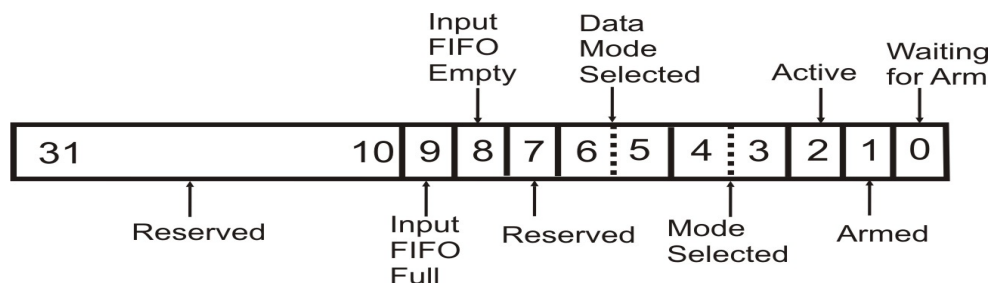 Input
FIFO
Empty
Data
Mode
Selected
Active
Waiting
for Arm
31 10 9 8 7 6 5 4 3 2 1 0
Reserved
Input
FIFO
Full
Reserved
Mode
Selected
Armed